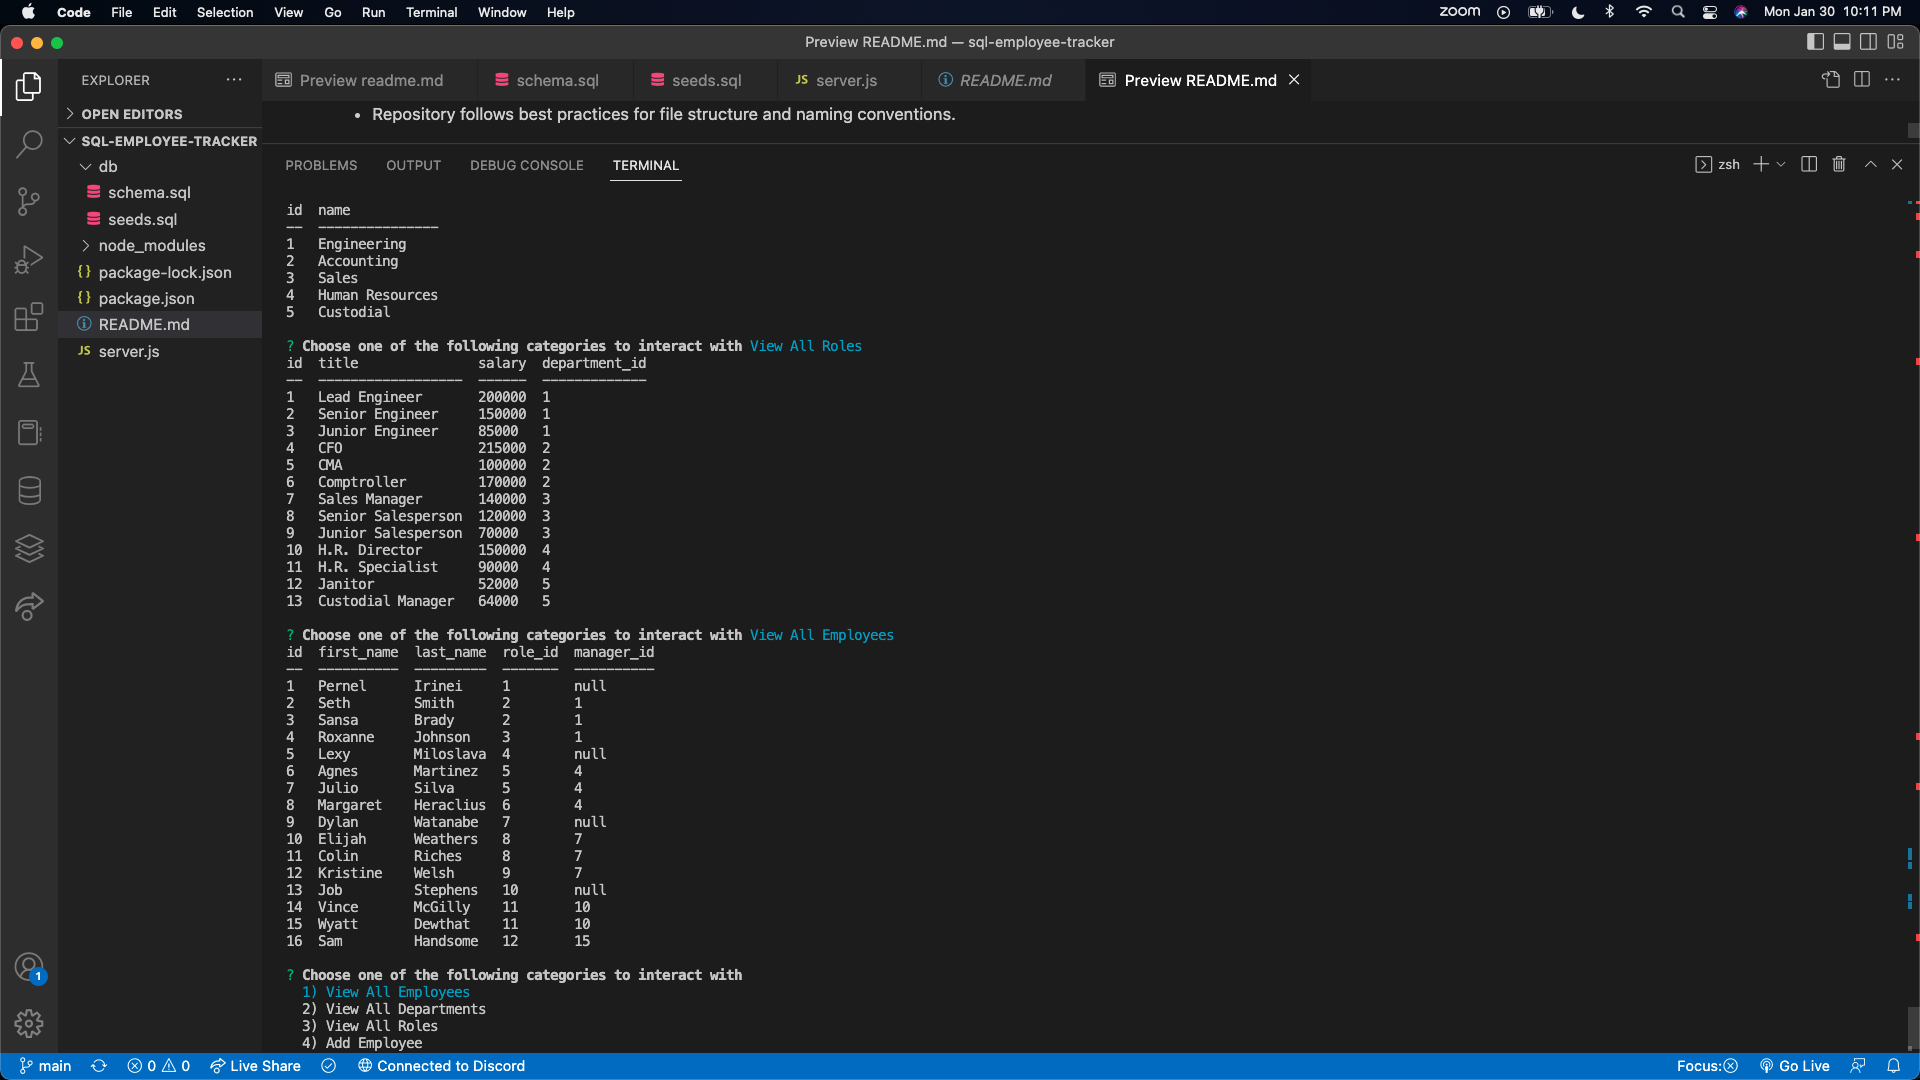 Code File Edit Selection View Go Run Terminal Window Help zoom Mon Jan 30 10:11 PM
Preview README.md — sql-employee-tracker
EXPLORER
Preview readme.md schema.sql seeds.sql JS server.js README.md Preview README.md
OPEN EDITORS
SQL-EMPLOYEE-TRACKER
db
schema.sql
seeds.sql
node_modules
{} package-lock.json
{} package.json
README.md
JS server.js
1
• Repository follows best practices for file structure and naming conventions.
PROBLEMS OUTPUT DEBUG CONSOLE TERMINAL zsh
id name
-- ---------------
1 Engineering
2 Accounting
3 Sales
4 Human Resources
5 Custodial
? Choose one of the following categories to interact with View All Roles
id title salary department_id
-- ------------------ ------ -------------
1 Lead Engineer 200000 1
2 Senior Engineer 150000 1
3 Junior Engineer 85000 1
4 CFO 215000 2
5 CMA 100000 2
6 Comptroller 170000 2
7 Sales Manager 140000 3
8 Senior Salesperson 120000 3
9 Junior Salesperson 70000 3
10 H.R. Director 150000 4
11 H.R. Specialist 90000 4
12 Janitor 52000 5
13 Custodial Manager 64000 5
? Choose one of the following categories to interact with View All Employees
id first_name last_name role_id manager_id
-- ---------- --------- ------- ----------
1 Pernel Irinei 1 null
2 Seth Smith 2 1
3 Sansa Brady 2 1
4 Roxanne Johnson 3 1
5 Lexy Miloslava 4 null
6 Agnes Martinez 5 4
7 Julio Silva 5 4
8 Margaret Heraclius 6 4
9 Dylan Watanabe 7 null
10 Elijah Weathers 8 7
11 Colin Riches 8 7
12 Kristine Welsh 9 7
13 Job Stephens 10 null
14 Vince McGilly 11 10
15 Wyatt Dewthat 11 10
16 Sam Handsome 12 15
? Choose one of the following categories to interact with
1) View All Employees
2) View All Departments
3) View All Roles
4) Add Employee
main 0 0 Live Share Connected to Discord Focus: Go Live